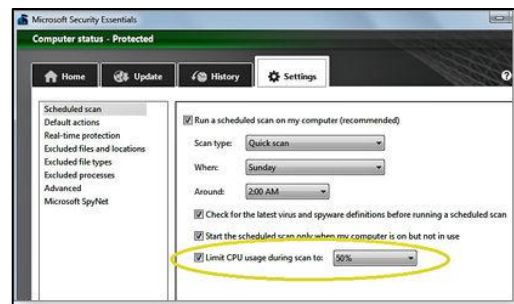 Microsoft Security Essentials
Computer status - Protected
Home Update History Settings ?
Scheduled scan
Default actions
Real-time protection
Excluded files and locations
Excluded file types
Excluded processes
Advanced
Microsoft SpyNet
Run a scheduled scan on my computer (recommended)
Scan type: Quick scan
When: Sunday
Around: 2:00 AM
Check for the latest virus and spyware definitions before running a scheduled scan
Start the scheduled scan only when my computer is on but not in use
Limit CPU usage during scan to: 50%